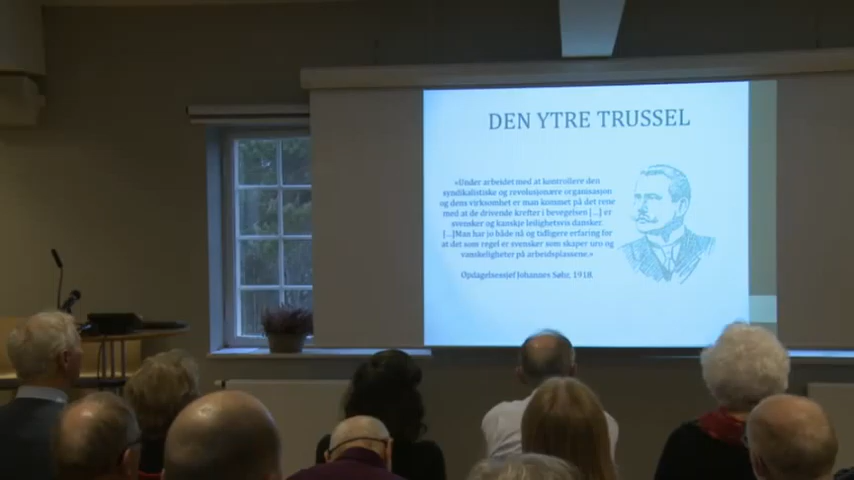 DEN YTRE TRUSSEL
«Under arbeidet med at kontrollere den
syndikalistiske og revolusjonære organisasjon
og dens virksomhet er man kommet på det rene
med at de drivende krefter i bevegelsen [...] er
svensker og kanskje leilighetsvis dansker.
[...]Man har jo både nå og tidligere erfaring for
at det som regel er svensker som skaper uro og
vanskeligheter på arbeidsplassene.»
Opdagelsessjef Johannes Søhr, 1918.